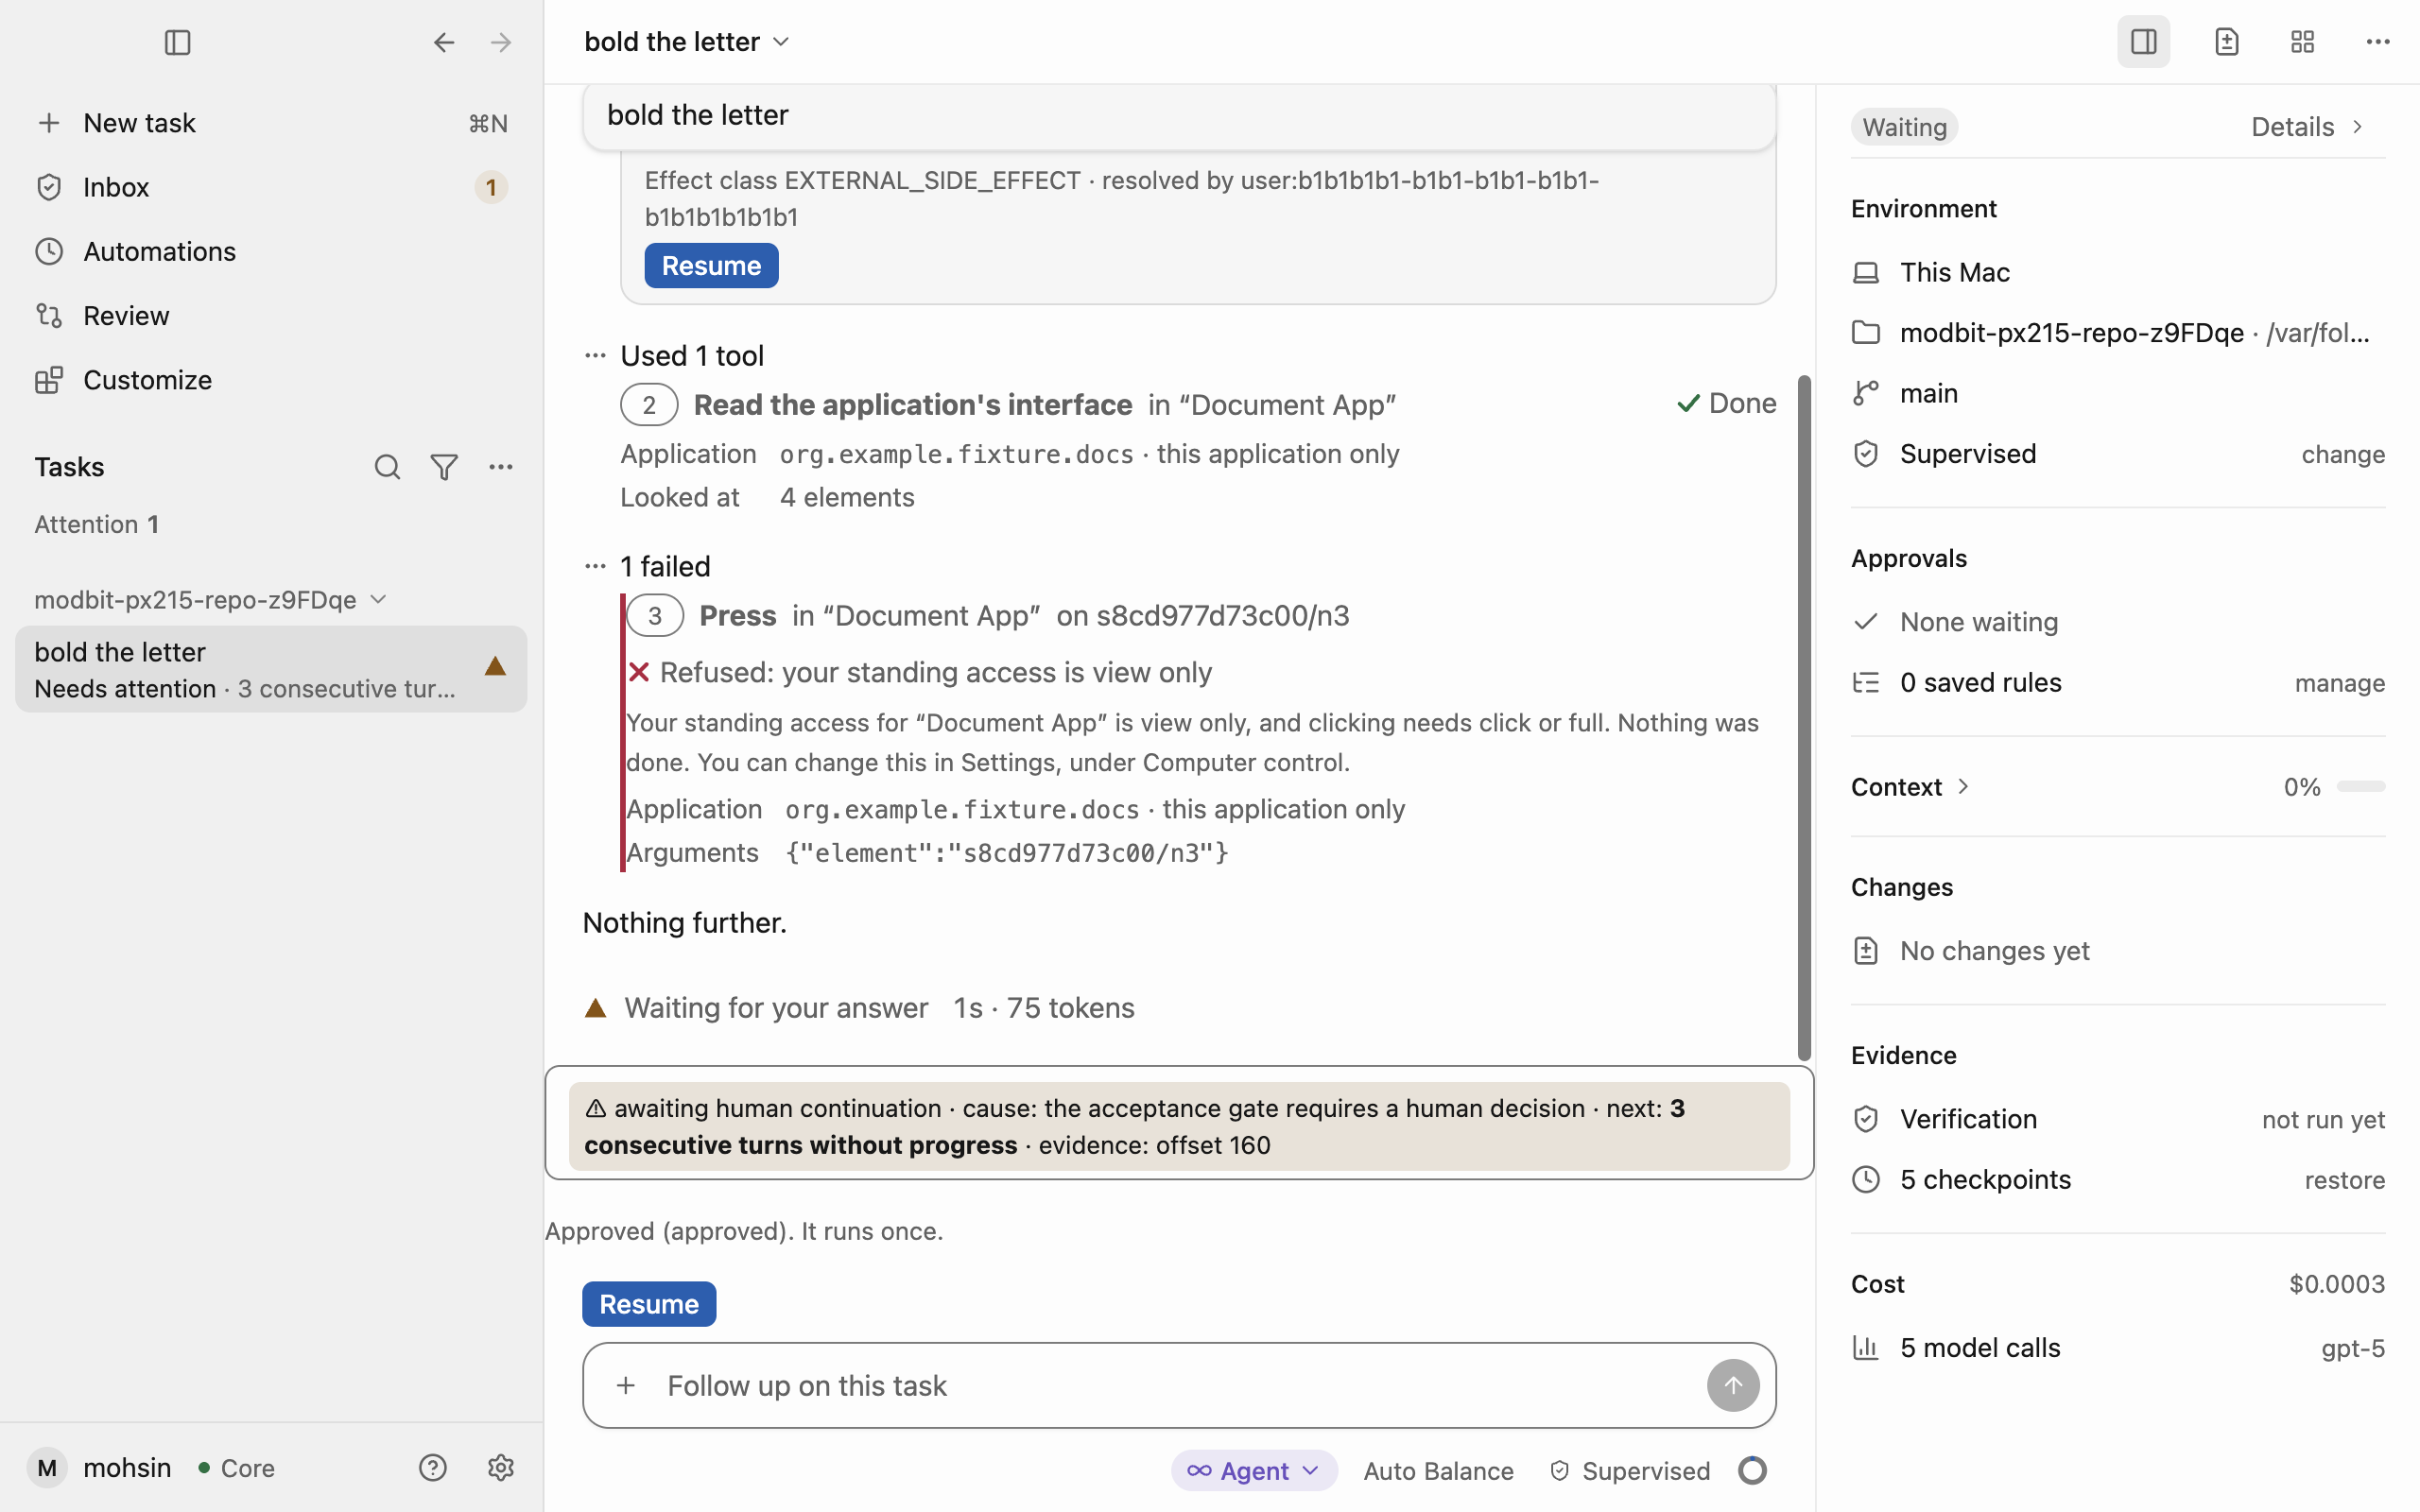 bold the letter
New task ⌘N
Inbox 1
Automations
Review
Customize
Tasks
Attention 1
modbit-px215-repo-z9FDqe
bold the letter
Needs attention · 3 consecutive tur...
M mohsin Core
bold the letter
Effect class EXTERNAL_SIDE_EFFECT · resolved by user:b1b1b1b1-b1b1-b1b1-b1b1-
b1b1b1b1b1b1
Resume
Used 1 tool
2 Read the application's interface in “Document App” Done
Application org.example.fixture.docs · this application only
Looked at 4 elements
1 failed
3 Press in “Document App” on s8cd977d73c00/n3
Refused: your standing access is view only
Your standing access for “Document App” is view only, and clicking needs click or full. Nothing was
done. You can change this in Settings, under Computer control.
Application org.example.fixture.docs · this application only
Arguments {"element":"s8cd977d73c00/n3"}
Nothing further.
Waiting for your answer 1s · 75 tokens
awaiting human continuation · cause: the acceptance gate requires a human decision · next: 3
consecutive turns without progress · evidence: offset 160
Approved (approved). It runs once.
Resume
Follow up on this task
Agent Auto Balance Supervised
Waiting Details
Environment
This Mac
modbit-px215-repo-z9FDqe · /var/fol...
main
Supervised change
Approvals
None waiting
0 saved rules manage
Context 0%
Changes
No changes yet
Evidence
Verification not run yet
5 checkpoints restore
Cost $0.0003
5 model calls gpt-5